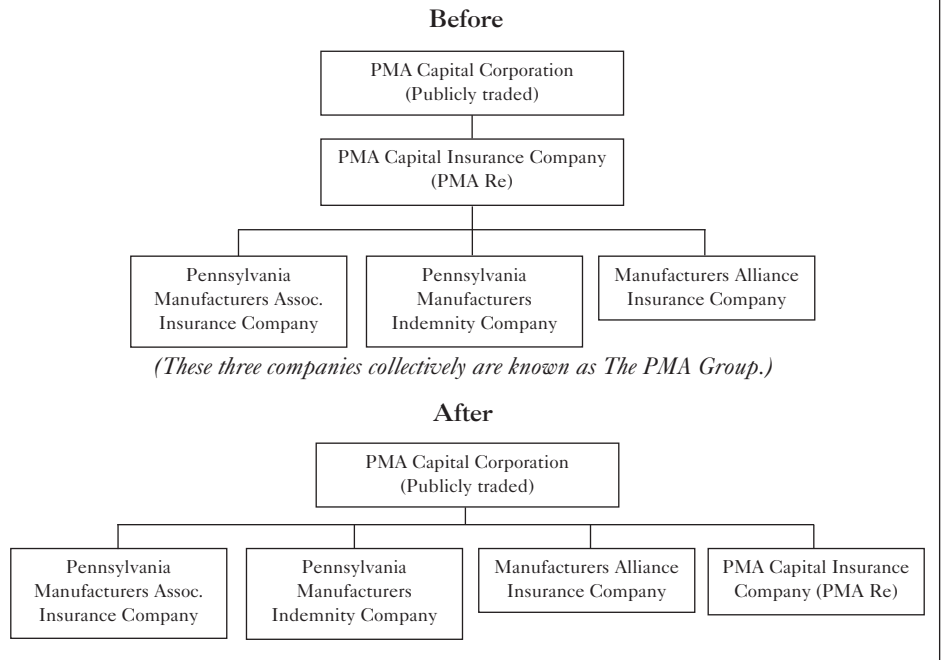 Before
PMA Capital Corporation
(Publicly traded)
PMA Capital Insurance Company
(PMA Re)
Pennsylvania
Manufacturers Assoc.
Insurance Company
Pennsylvania
Manufacturers
Indemnity Company
Manufacturers Alliance
Insurance Company
(These three companies collectively are known as The PMA Group.)
After
PMA Capital Corporation
(Publicly traded)
Pennsylvania
Manufacturers Assoc.
Insurance Company
Pennsylvania
Manufacturers
Indemnity Company
Manufacturers Alliance
Insurance Company
PMA Capital Insurance
Company (PMA Re)